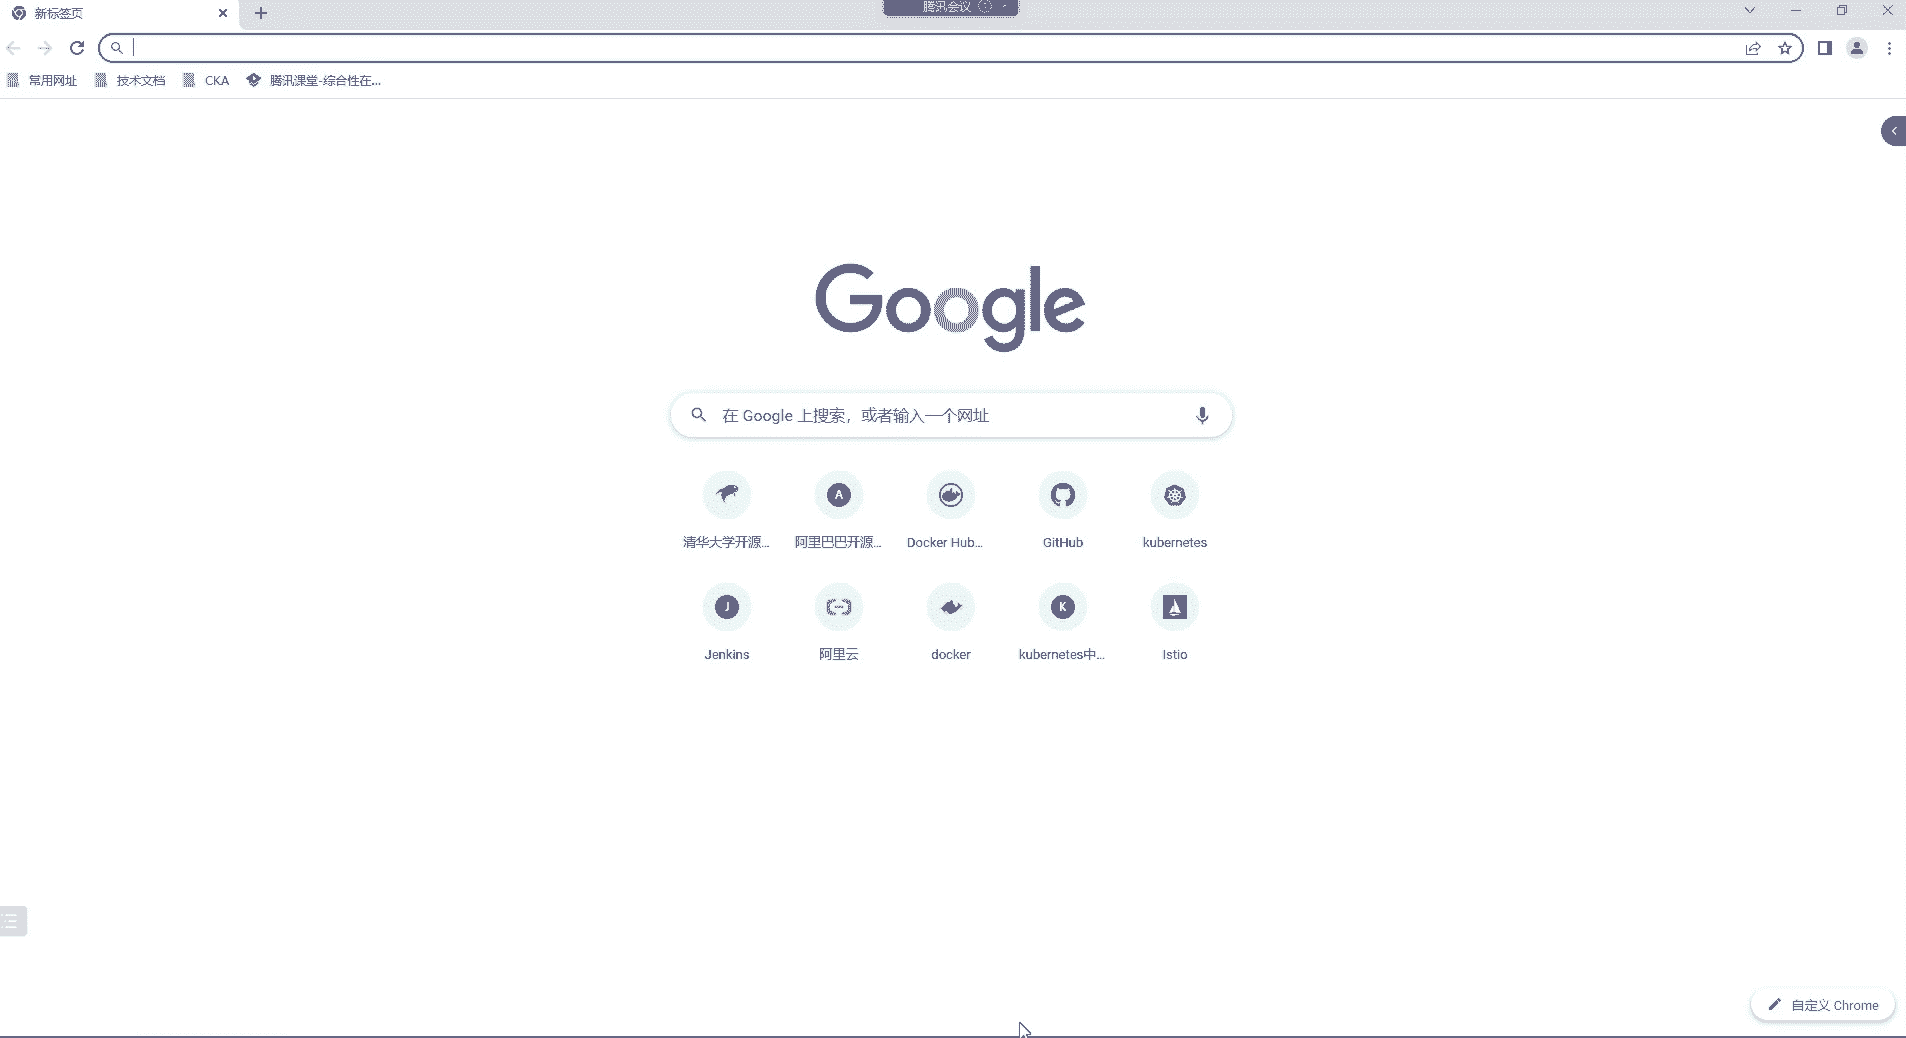 新标签页
腾讯会议
常用网址 技术文档 CKA 腾讯课堂-综合性在...
Google
在 Google 上搜索，或者输入一个网址
A
清华大学开源... 阿里巴巴开源... Docker Hub... GitHub kubernetes
J K
Jenkins 阿里云 docker kubernetes中... Istio
自定义 Chrome